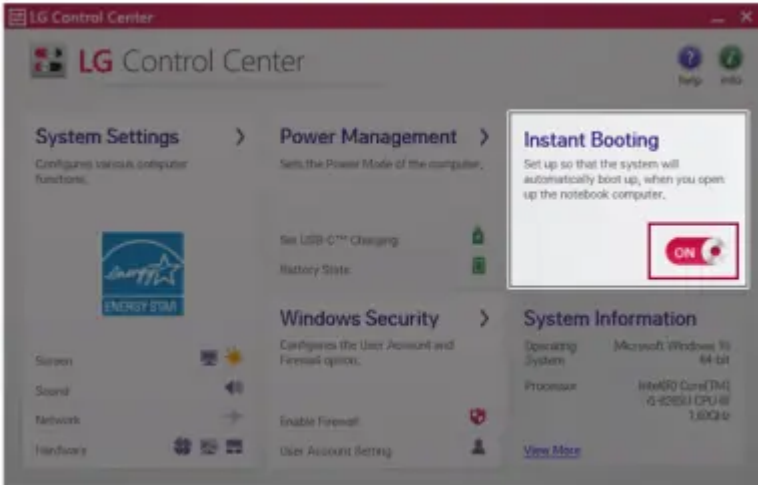 LG Control Center
LG Control Center
help info
System Settings >
Configures various computer
functions.
ENERGY STAR
Screen
Sound
Network
Hardware
Power Management >
Sets the Power Mode of the computer.
Set USB-C™ Charging
Battery State
Windows Security >
Configures the User Account and
Firewall option.
Enable Firewall
User Account Setting
Instant Booting
Set up so that the system will
automatically boot up, when you open
up the notebook computer.
ON
System Information
Operating System Microsoft Windows 10
64-bit
Processor Intel(R) Core(TM)
CPU @
1.60GHz
View More